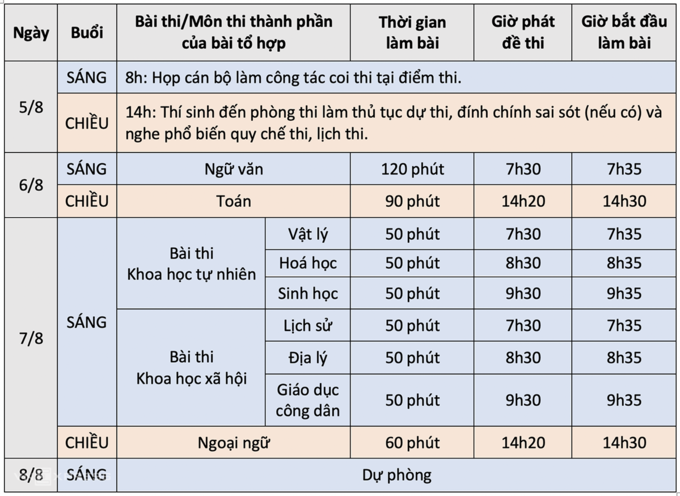 Ngày
Buổi
Bài thi/Môn thi thành phần
của bài tổ hợp
Thời gian
làm bài
Giờ phát
đề thi
Giờ bắt đầu
làm bài
5/8
SÁNG
8h: Họp cán bộ làm công tác coi thi tại điểm thi.
CHIỀU
14h: Thí sinh đến phòng thi làm thủ tục dự thi, đính chính sai sót (nếu có) và
nghe phổ biến quy chế thi, lịch thi.
6/8
SÁNG
Ngữ văn
120 phút
7h30
7h35
CHIỀU
Toán
90 phút
14h20
14h30
7/8
SÁNG
Bài thi
Khoa học tự nhiên
Vật lý
50 phút
7h30
7h35
Hoá học
50 phút
8h30
8h35
Sinh học
50 phút
9h30
9h35
Bài thi
Khoa học xã hội
Lịch sử
50 phút
7h30
7h35
Địa lý
50 phút
8h30
8h35
Giáo dục
công dân
50 phút
9h30
9h35
CHIỀU
Ngoại ngữ
60 phút
14h20
14h30
8/8
SÁNG
Dự phòng